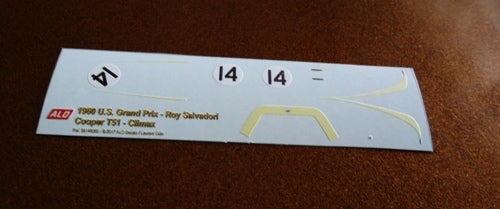 14 14 14
ALD 1960 U.S. Grand Prix - Roy Salvadori
Cooper T51 - Climax